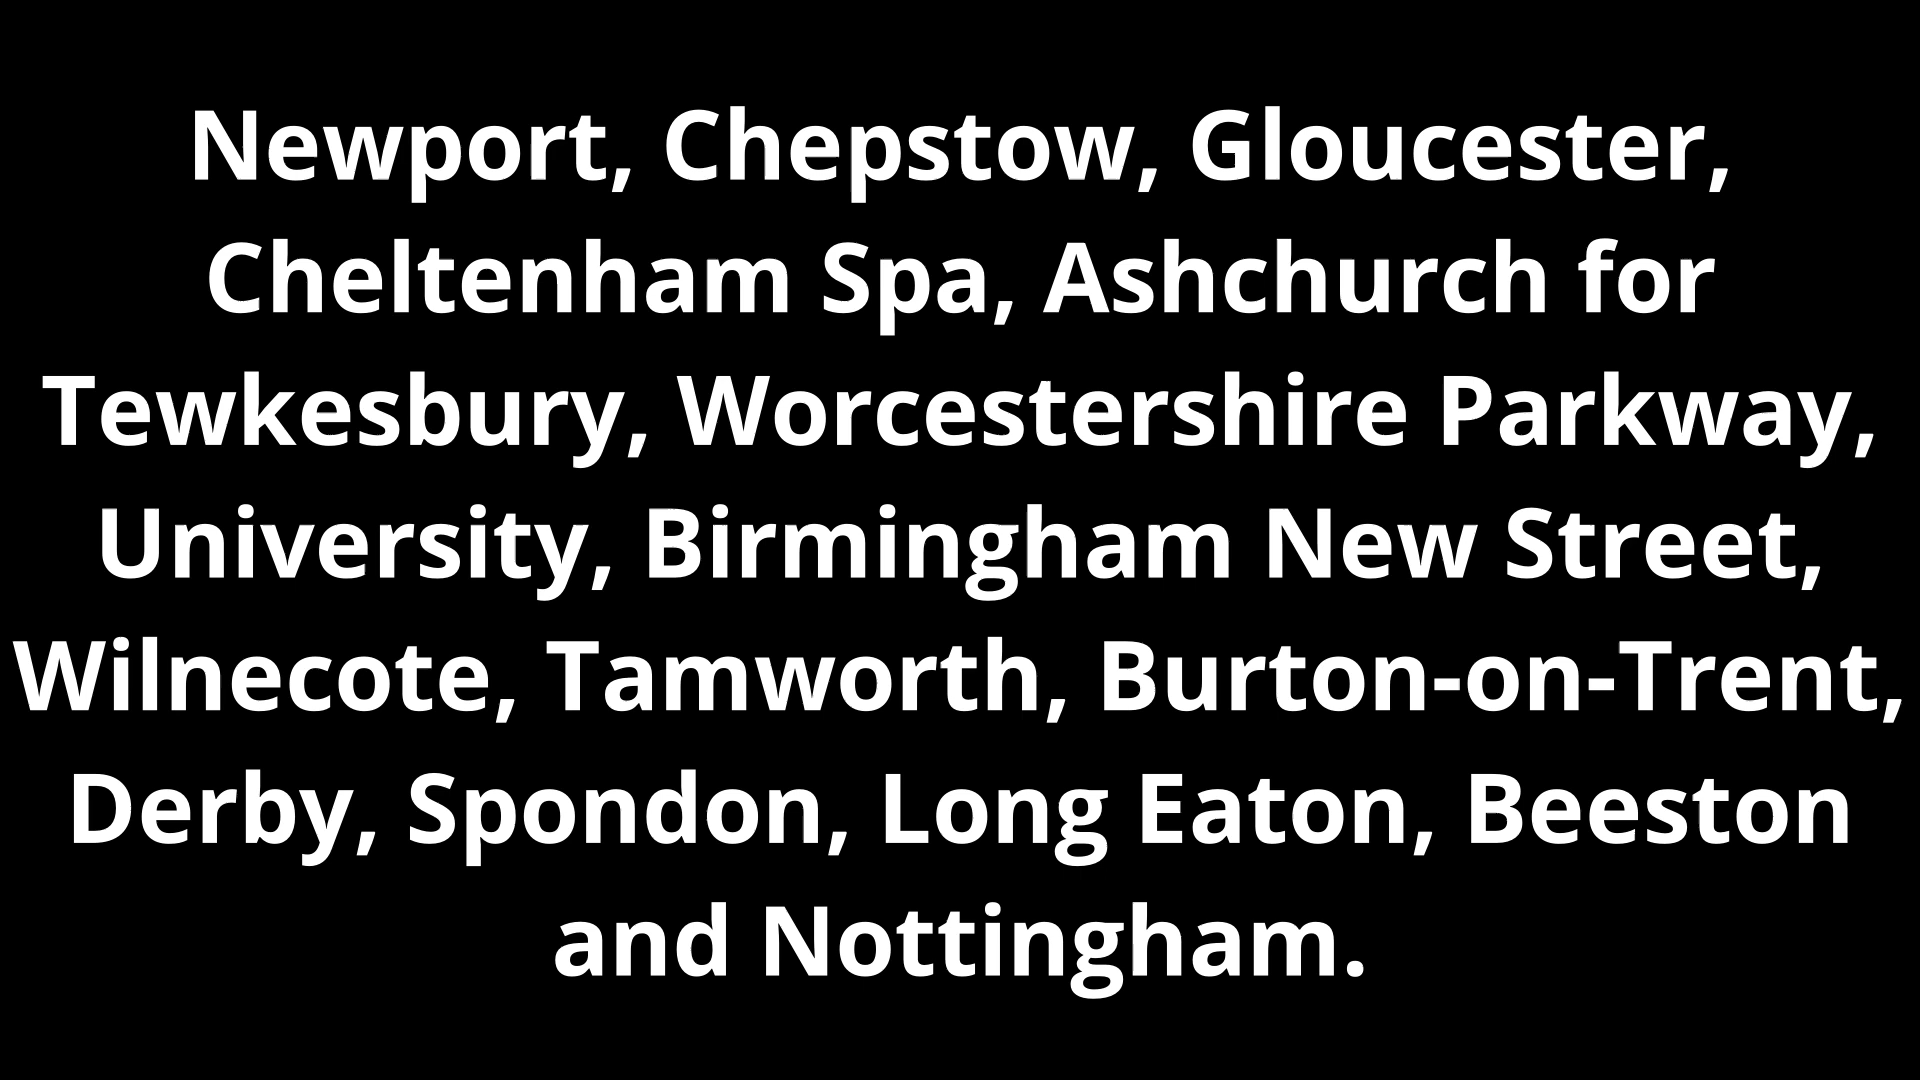 Newport, Chepstow, Gloucester,
Cheltenham Spa, Ashchurch for
Tewkesbury, Worcestershire Parkway,
University, Birmingham New Street,
Wilnecote, Tamworth, Burton-on-Trent,
Derby, Spondon, Long Eaton, Beeston
and Nottingham.